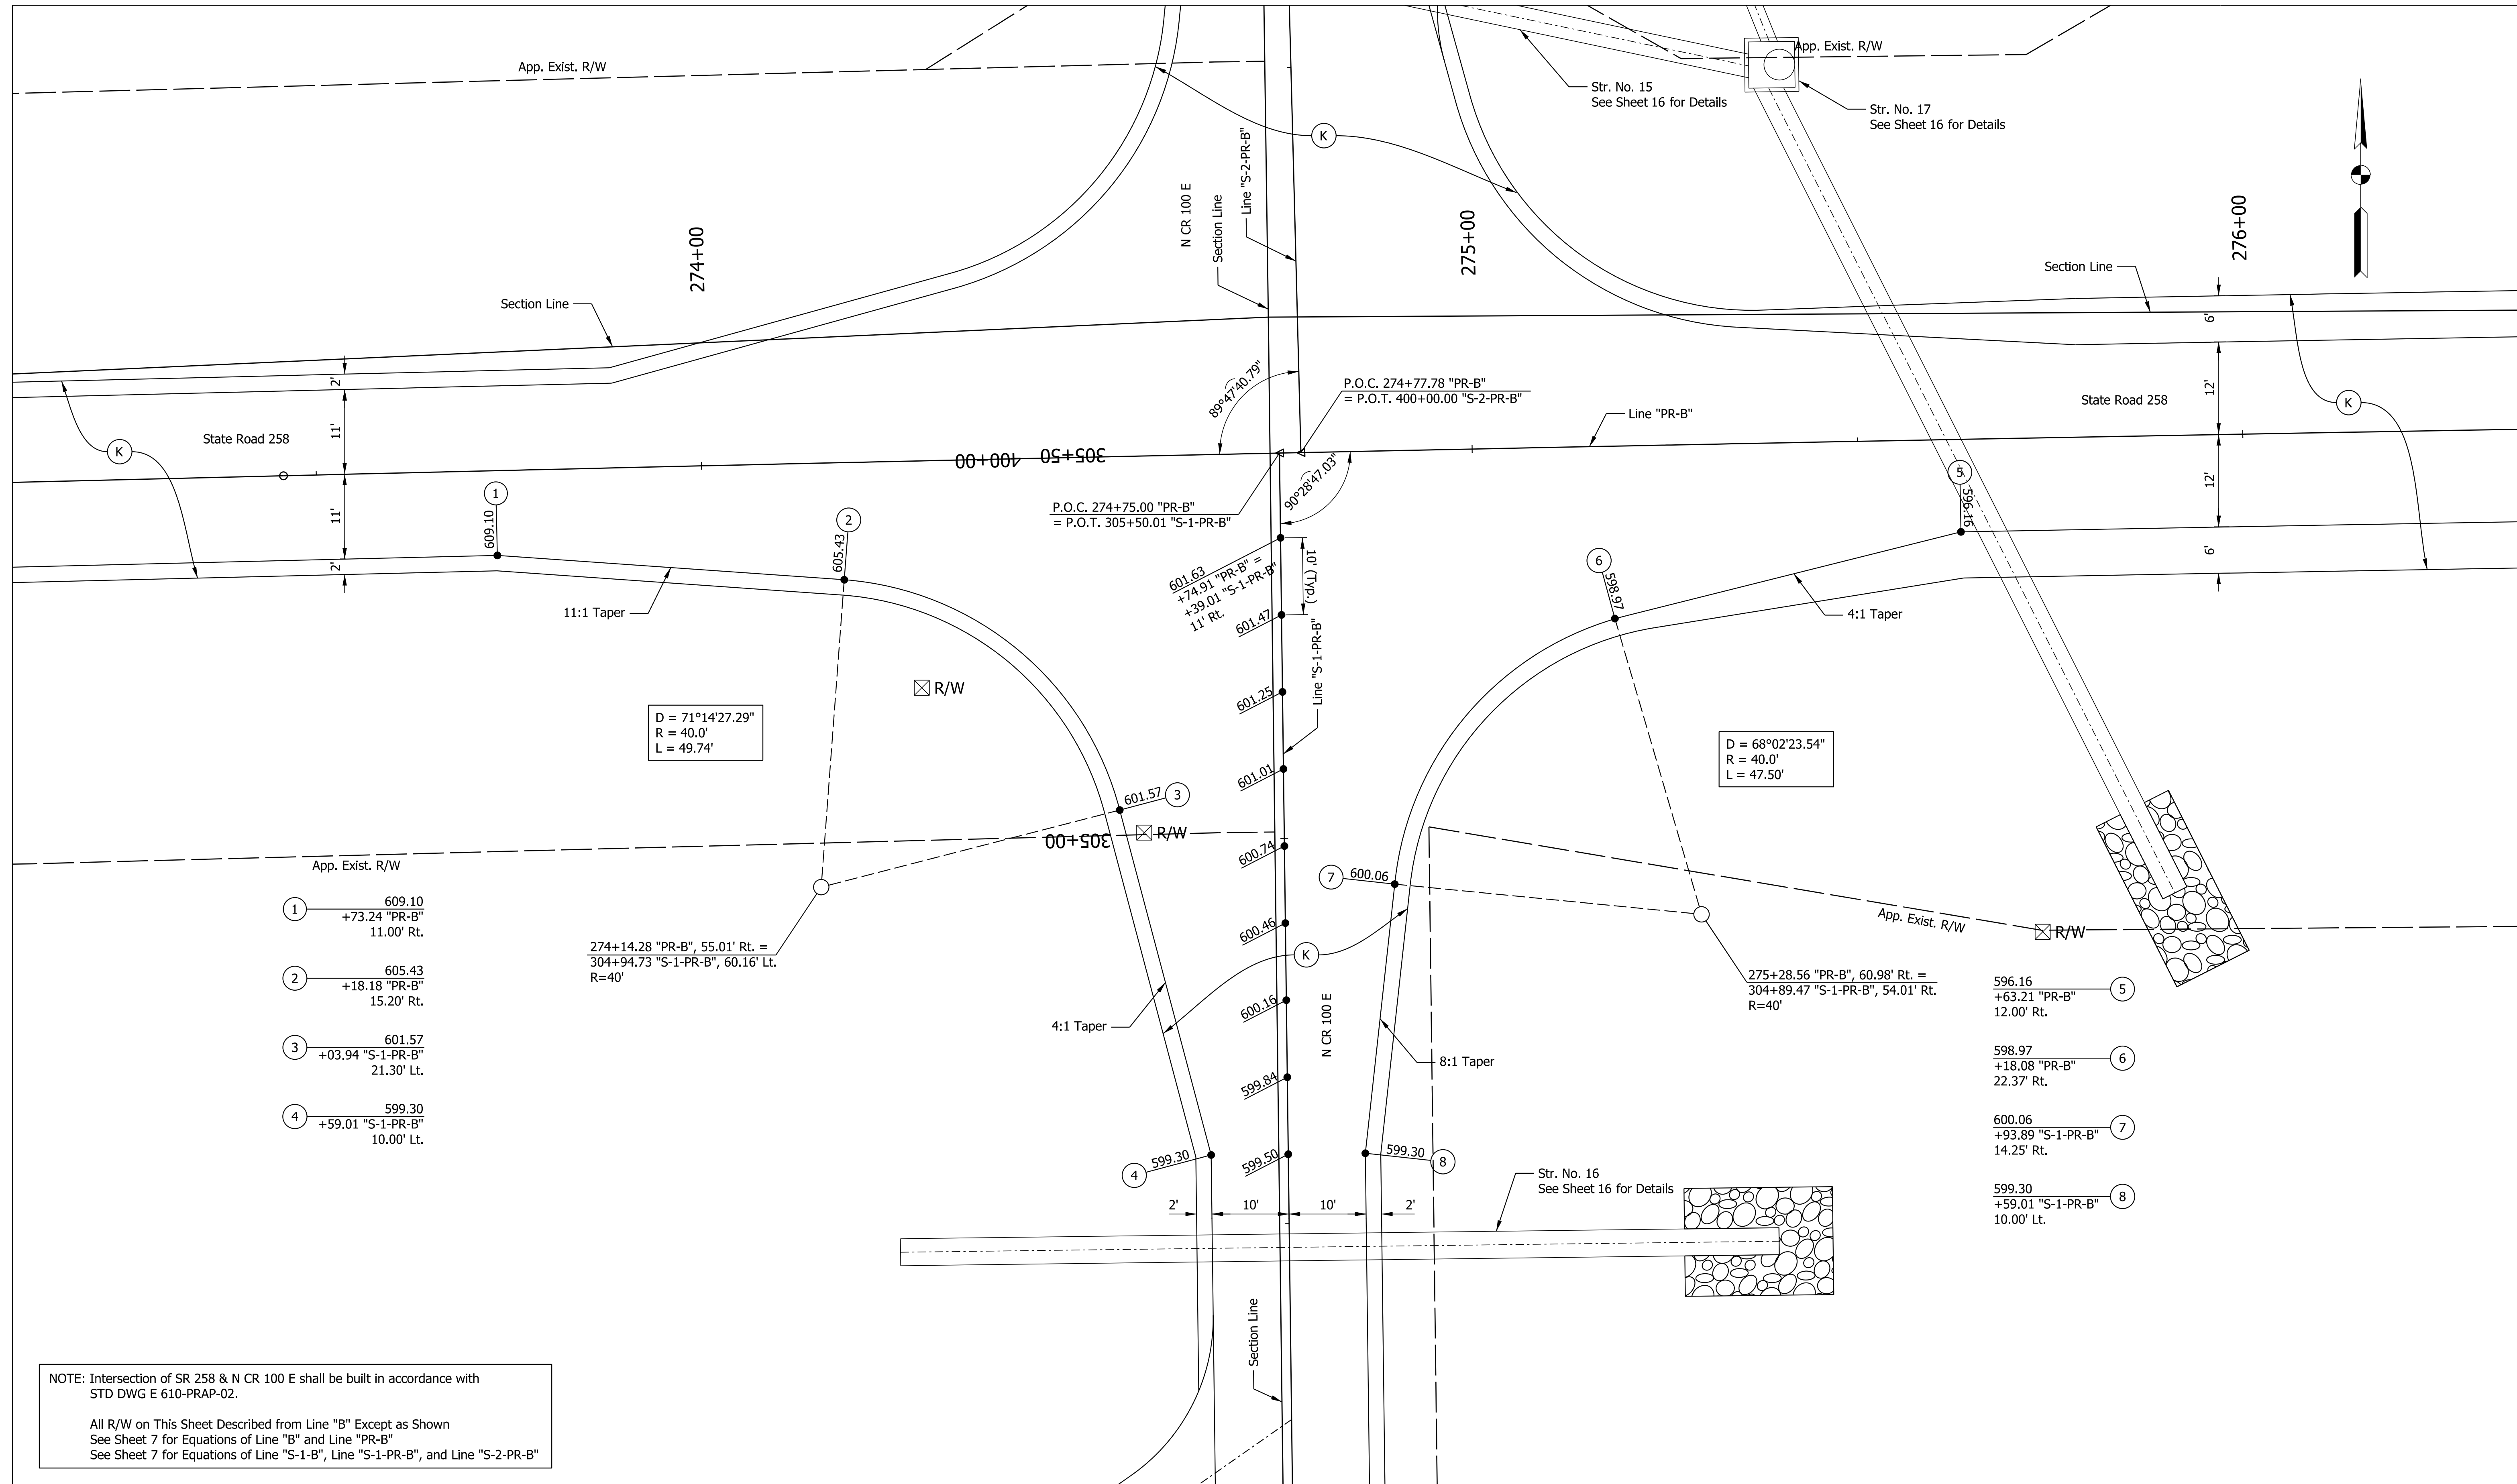 App. Exist. R/W
App. Exist. R/W
Str. No. 15
See Sheet 16 for Details
Str. No. 17
See Sheet 16 for Details
K
N CR 100 E
Section Line
Line "S-2-PR-B"
274+00
275+00
276+00
Section Line
Section Line
2'
11'
11'
2'
State Road 258
K
89°47'40.79"
P.O.C. 274+77.78 "PR-B"
= P.O.T. 400+00.00 "S-2-PR-B"
Line "PR-B"
6'
12'
12'
6'
State Road 258
K
400+00
305+50
90°28'47.03"
P.O.C. 274+75.00 "PR-B"
= P.O.T. 305+50.01 "S-1-PR-B"
1
609.10
2
605.43
11:1 Taper
601.63
+74.91 "PR-B" =
+39.01 "S-1-PR-B"
11' Rt.
10' (Typ.)
601.47
601.25
601.01
600.74
600.46
600.16
599.84
599.50
Line "S-1-PR-B"
5
596.16
6
598.97
4:1 Taper
R/W
D = 71°14'27.29"
R = 40.0'
L = 49.74'
D = 68°02'23.54"
R = 40.0'
L = 47.50'
601.57
3
R/W
305+00
App. Exist. R/W
7
600.06
App. Exist. R/W
R/W
1
609.10
+73.24 "PR-B"
11.00' Rt.
2
605.43
+18.18 "PR-B"
15.20' Rt.
3
601.57
+03.94 "S-1-PR-B"
21.30' Lt.
4
599.30
+59.01 "S-1-PR-B"
10.00' Lt.
274+14.28 "PR-B", 55.01' Rt. =
304+94.73 "S-1-PR-B", 60.16' Lt.
R=40'
K
4:1 Taper
N CR 100 E
8:1 Taper
275+28.56 "PR-B", 60.98' Rt. =
304+89.47 "S-1-PR-B", 54.01' Rt.
R=40'
596.16
+63.21 "PR-B"
12.00' Rt.
5
598.97
+18.08 "PR-B"
22.37' Rt.
6
600.06
+93.89 "S-1-PR-B"
14.25' Rt.
7
599.30
+59.01 "S-1-PR-B"
10.00' Lt.
8
4
599.30
599.30
8
2'
10'
10'
2'
Str. No. 16
See Sheet 16 for Details
Section Line
NOTE: Intersection of SR 258 & N CR 100 E shall be built in accordance with
STD DWG E 610-PRAP-02.
All R/W on This Sheet Described from Line "B" Except as Shown
See Sheet 7 for Equations of Line "B" and Line "PR-B"
See Sheet 7 for Equations of Line "S-1-B", Line "S-1-PR-B", and Line "S-2-PR-B"